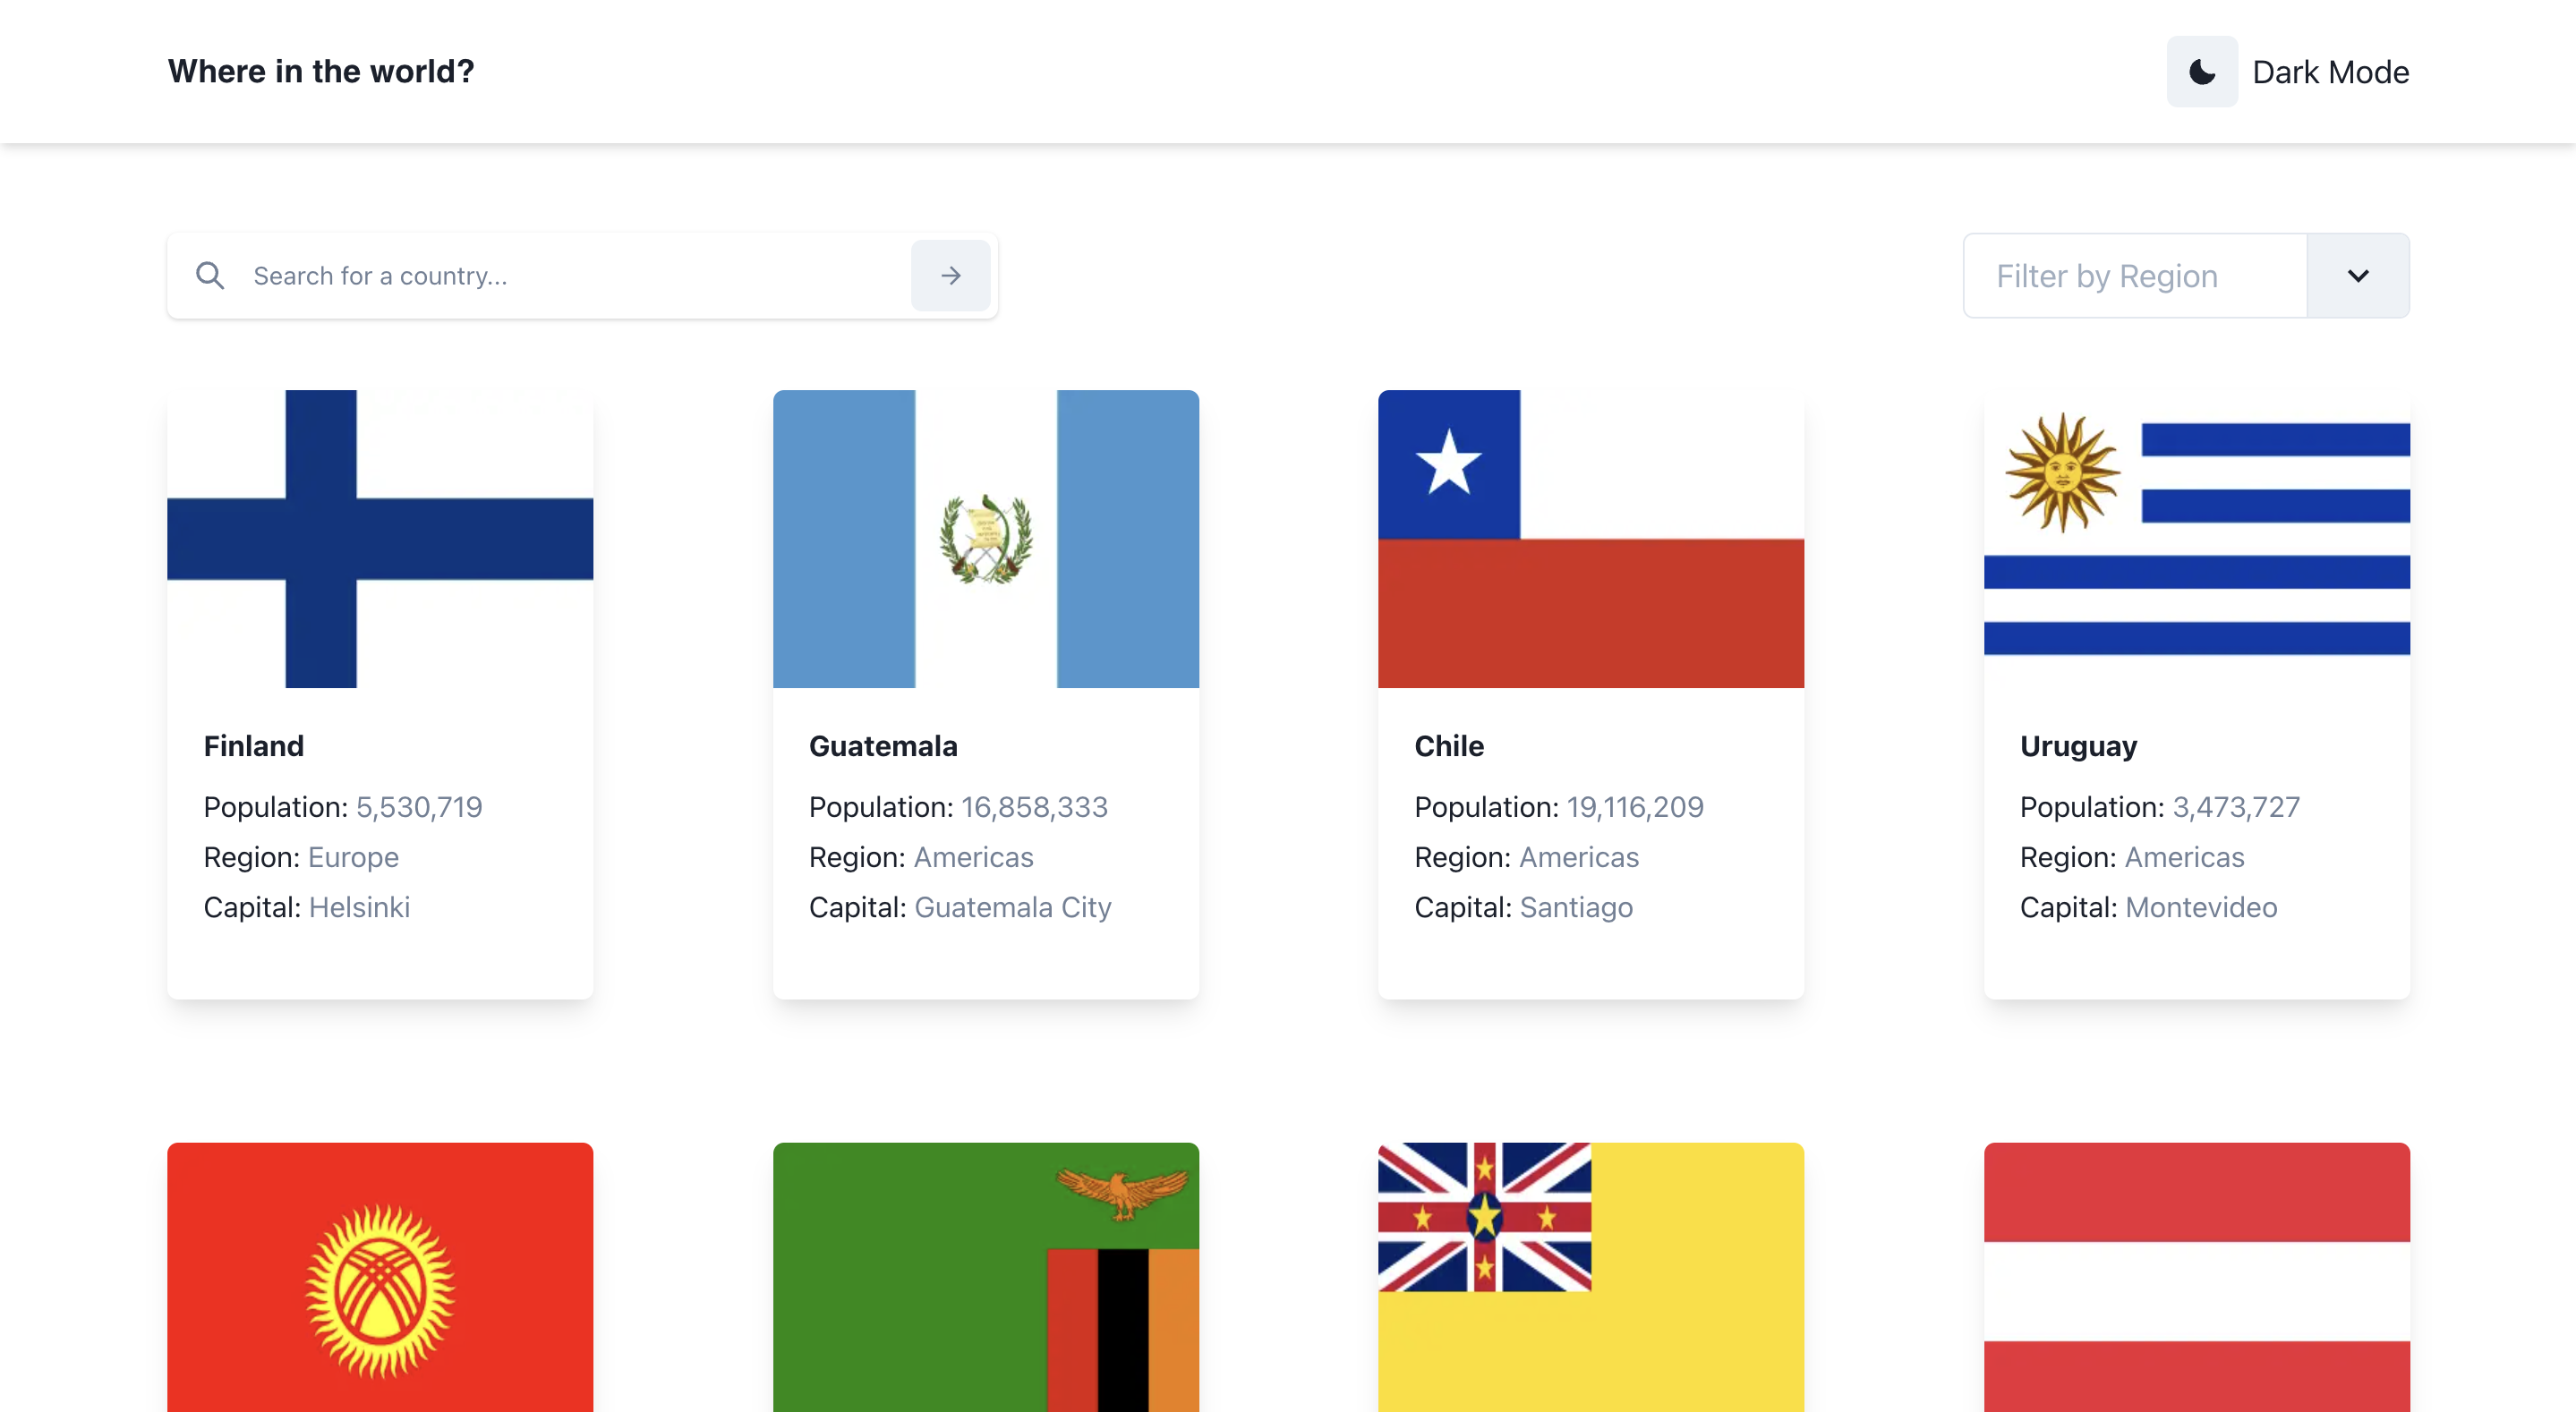 Where in the world?
Dark Mode
Search for a country...
Filter by Region
Finland
Population: 5,530,719
Region: Europe
Capital: Helsinki
Guatemala
Population: 16,858,333
Region: Americas
Capital: Guatemala City
Chile
Population: 19,116,209
Region: Americas
Capital: Santiago
Uruguay
Population: 3,473,727
Region: Americas
Capital: Montevideo